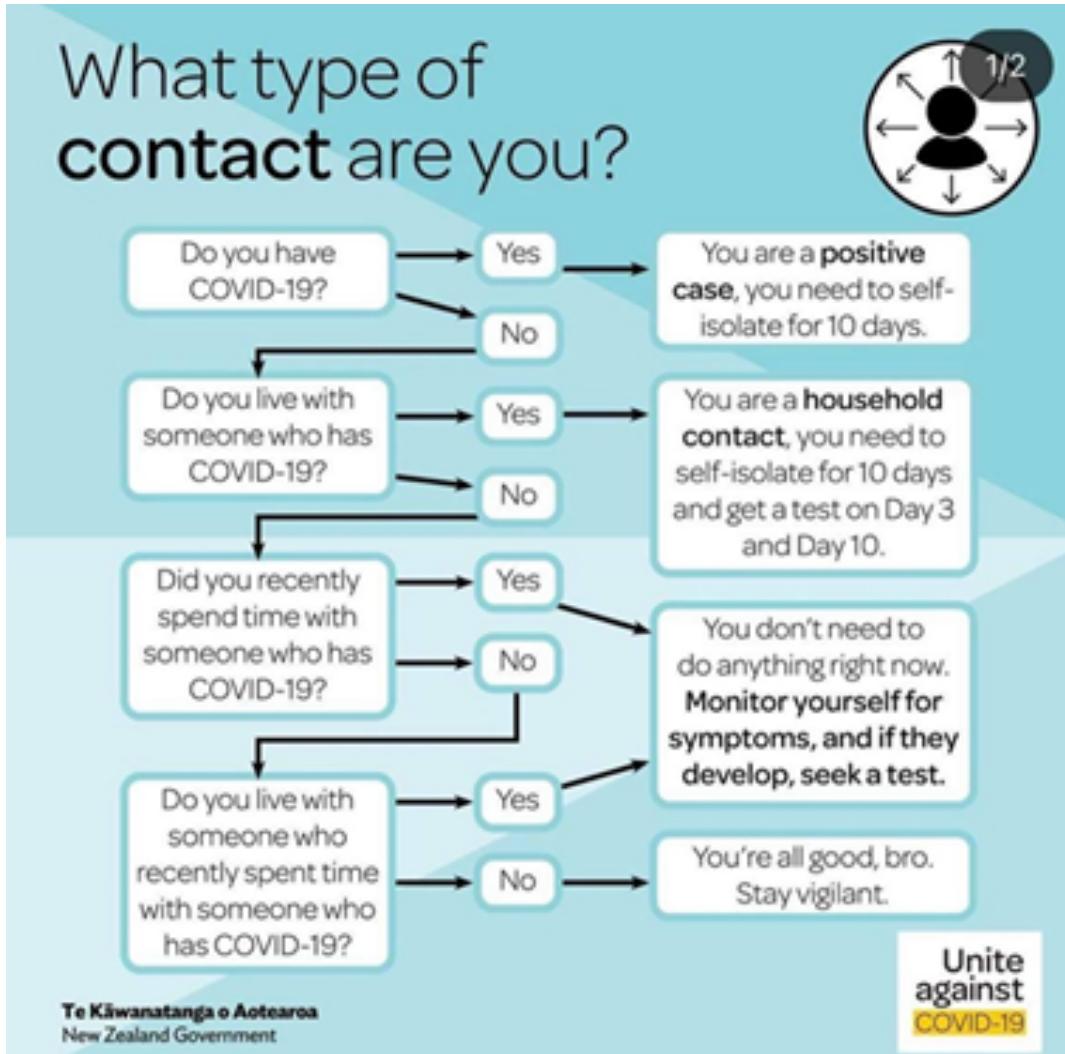 What type of
contact are you?
1/2
Do you have
COVID-19?
Yes
You are a positive
case, you need to self-
isolate for 10 days.
No
Do you live with
someone who has
COVID-19?
Yes
You are a household
contact, you need to
self-isolate for 10 days
and get a test on Day 3
and Day 10.
No
Did you recently
spend time with
someone who has
COVID-19?
Yes
No
You don't need to
do anything right now.
Monitor yourself for
symptoms, and if they
develop, seek a test.
Do you live with
someone who
recently spent time
with someone who
has COVID-19?
Yes
No
You're all good, bro.
Stay vigilant.
Te Kāwanatanga o Aotearoa
New Zealand Government
Unite
against
COVID-19